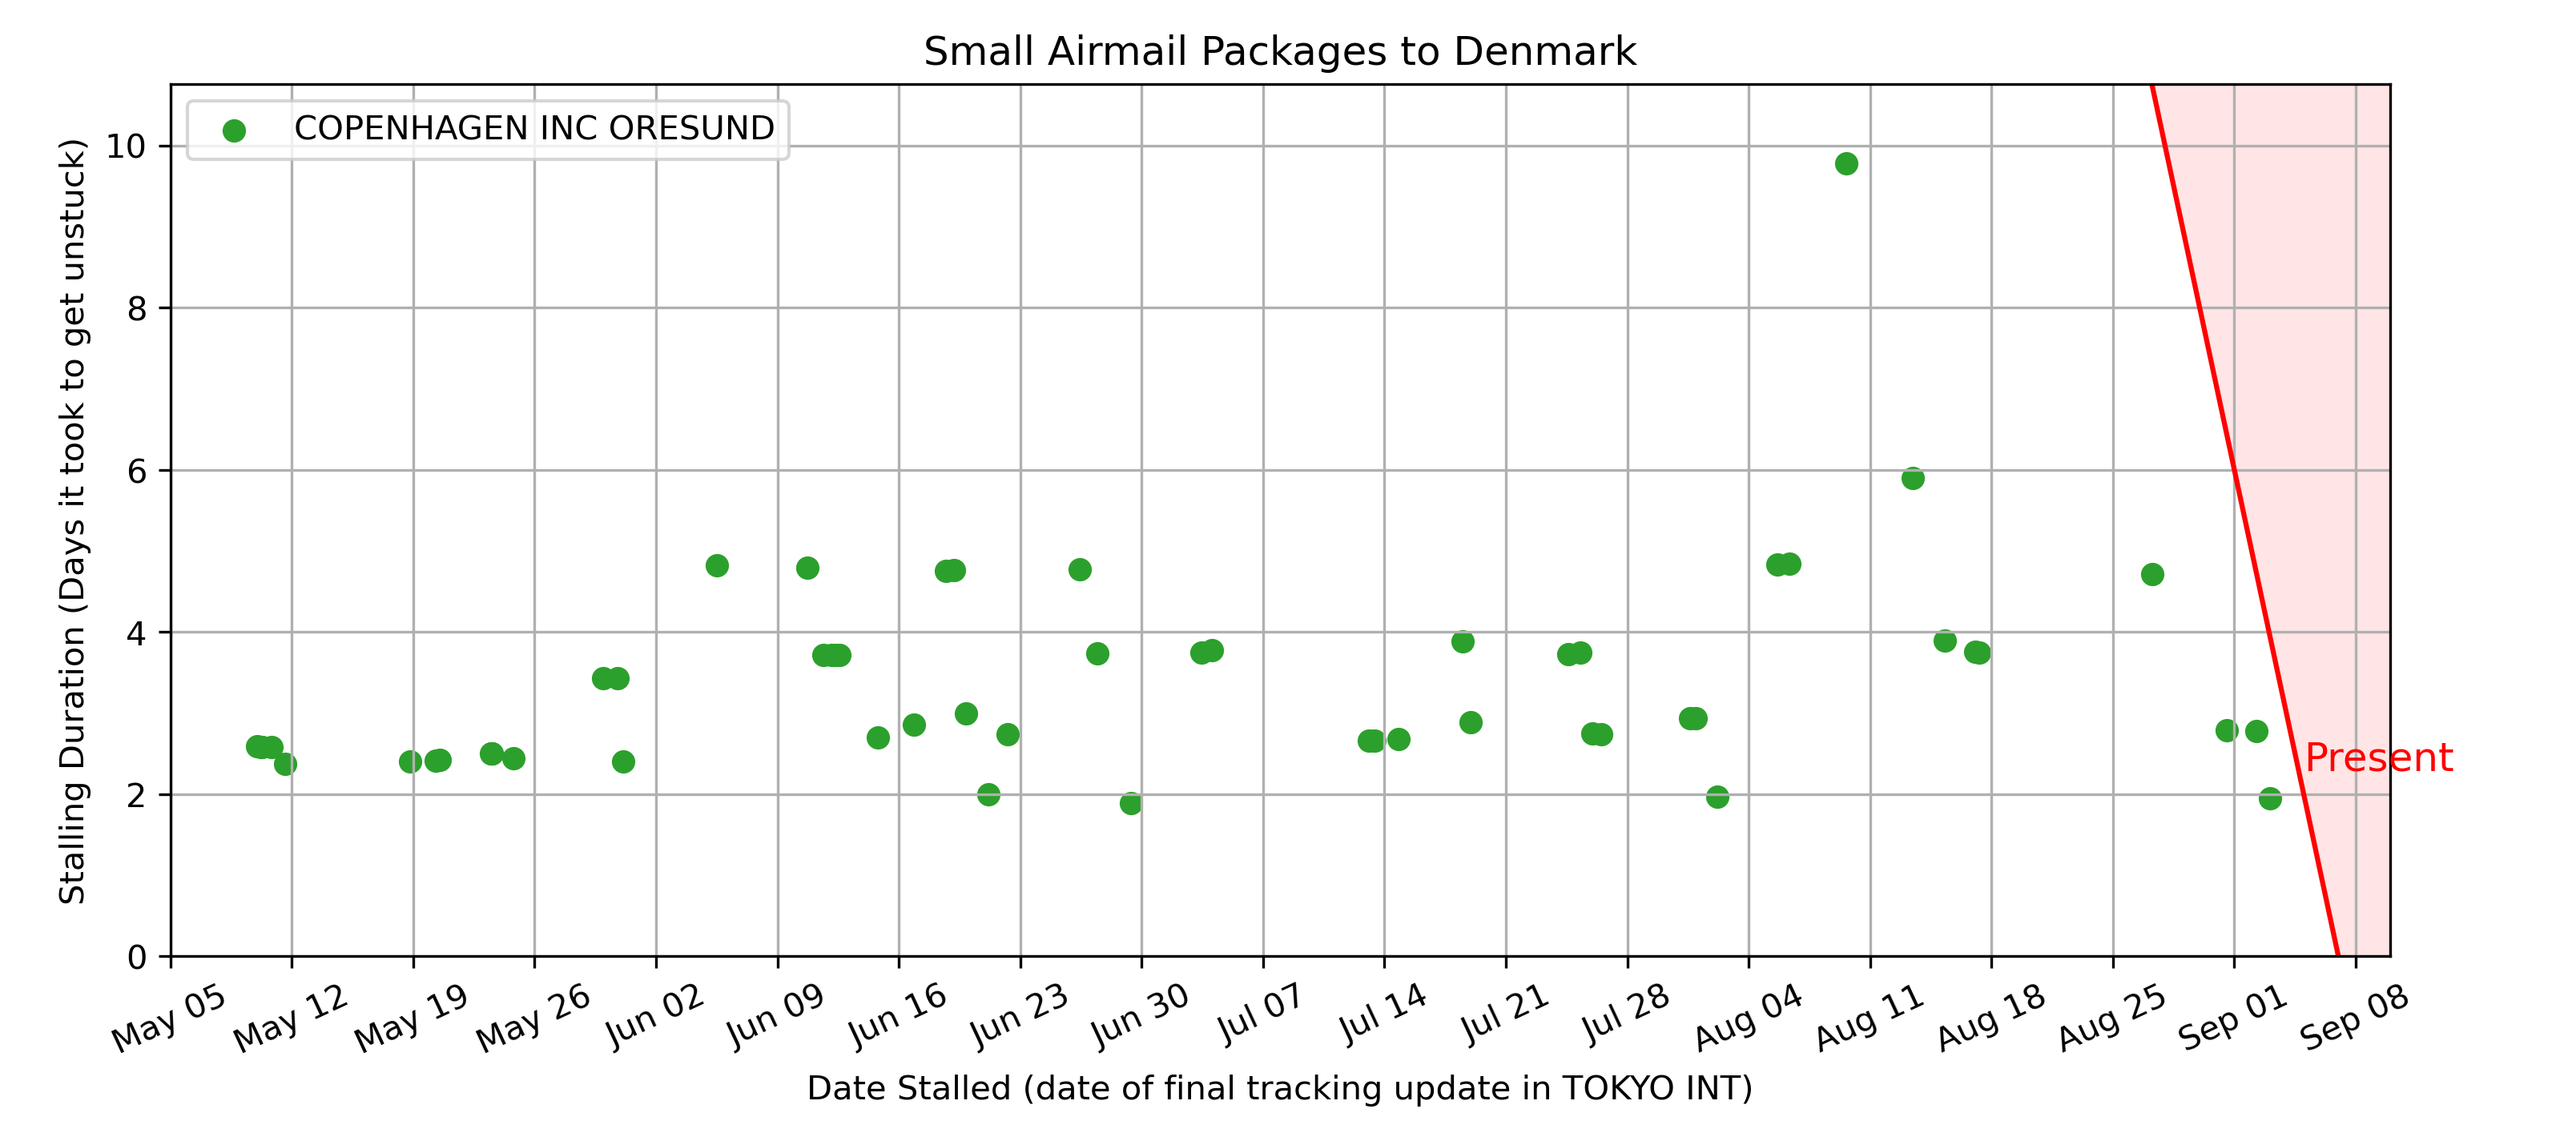 Small Airmail Packages to Denmark
COPENHAGEN INC ORESUND
Stalling Duration (Days it took to get unstuck)
10
8
6
4
2
0
Present
May 05
May 12
May 19
May 26
Jun 02
Jun 09
Jun 16
Jun 23
Jun 30
Jul 07
Jul 14
Jul 21
Jul 28
Aug 04
Aug 11
Aug 18
Aug 25
Sep 01
Sep 08
Date Stalled (date of final tracking update in TOKYO INT)